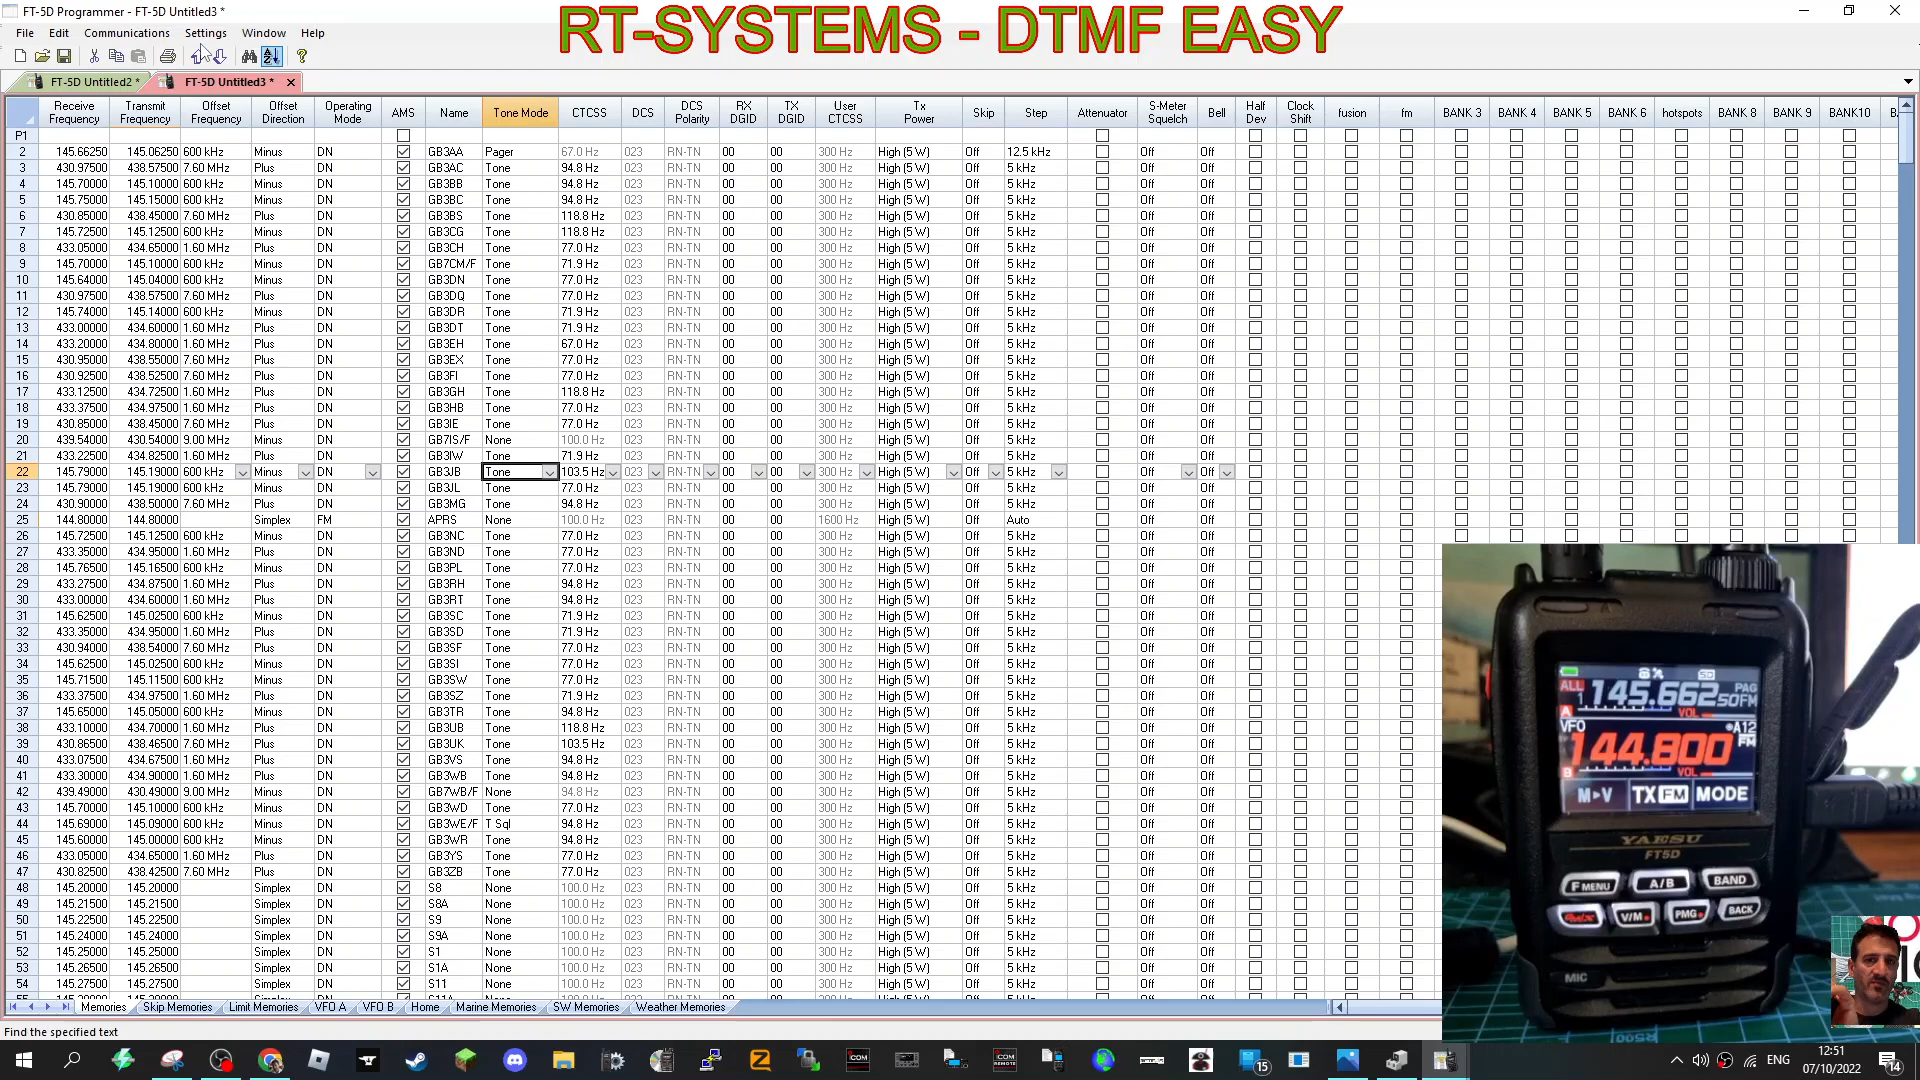 FT-5D Programmer - FT-5D Untitled3 *
RT-SYSTEMS - DTMF EASY
File Edit Communications Settings Window Help
FT-5D Untitled2 * FT-5D Untitled3 *
Receive Frequency Transmit Frequency Offset Frequency Offset Direction Operating Mode AMS Name Tone Mode CTCSS DCS DCS Polarity RX DGID TX DGID User CTCSS Tx Power Skip Step Attenuator S-Meter Squelch Bell Half Dev Clock Shift fusion fm BANK 3 BANK 4 BANK 5 BANK 6 hotspots BANK 8 BANK 9 BANK10
P1
2 145.66250 145.06250 600 kHz Minus DN GB3AA Pager 67.0 Hz 023 RN-TN 00 00 300 Hz High (5 W) Off 12.5 kHz Off Off
3 430.97500 438.57500 7.60 MHz Plus DN GB3AC Tone 94.8 Hz 023 RN-TN 00 00 300 Hz High (5 W) Off 5 kHz Off Off
4 145.70000 145.10000 600 kHz Minus DN GB3BB Tone 94.8 Hz 023 RN-TN 00 00 300 Hz High (5 W) Off 5 kHz Off Off
5 145.75000 145.15000 600 kHz Minus DN GB3BC Tone 94.8 Hz 023 RN-TN 00 00 300 Hz High (5 W) Off 5 kHz Off Off
6 430.85000 438.45000 7.60 MHz Plus DN GB3BS Tone 118.8 Hz 023 RN-TN 00 00 300 Hz High (5 W) Off 5 kHz Off Off
7 145.72500 145.12500 600 kHz Minus DN GB3CG Tone 118.8 Hz 023 RN-TN 00 00 300 Hz High (5 W) Off 5 kHz Off Off
8 433.05000 434.65000 1.60 MHz Plus DN GB3CH Tone 77.0 Hz 023 RN-TN 00 00 300 Hz High (5 W) Off 5 kHz Off Off
9 145.70000 145.10000 600 kHz Minus DN GB7CM/F Tone 71.9 Hz 023 RN-TN 00 00 300 Hz High (5 W) Off 5 kHz Off Off
10 145.64000 145.04000 600 kHz Minus DN GB3DN Tone 77.0 Hz 023 RN-TN 00 00 300 Hz High (5 W) Off 5 kHz Off Off
11 430.97500 438.57500 7.60 MHz Plus DN GB3DQ Tone 77.0 Hz 023 RN-TN 00 00 300 Hz High (5 W) Off 5 kHz Off Off
12 145.74000 145.14000 600 kHz Minus DN GB3DR Tone 71.9 Hz 023 RN-TN 00 00 300 Hz High (5 W) Off 5 kHz Off Off
13 433.00000 434.60000 1.60 MHz Plus DN GB3DT Tone 71.9 Hz 023 RN-TN 00 00 300 Hz High (5 W) Off 5 kHz Off Off
14 433.20000 434.80000 1.60 MHz Plus DN GB3EH Tone 67.0 Hz 023 RN-TN 00 00 300 Hz High (5 W) Off 5 kHz Off Off
15 430.95000 438.55000 7.60 MHz Plus DN GB3EX Tone 77.0 Hz 023 RN-TN 00 00 300 Hz High (5 W) Off 5 kHz Off Off
16 430.92500 438.52500 7.60 MHz Plus DN GB3FI Tone 77.0 Hz 023 RN-TN 00 00 300 Hz High (5 W) Off 5 kHz Off Off
17 433.12500 434.72500 1.60 MHz Plus DN GB3GH Tone 118.8 Hz 023 RN-TN 00 00 300 Hz High (5 W) Off 5 kHz Off Off
18 433.37500 434.97500 1.60 MHz Plus DN GB3HB Tone 77.0 Hz 023 RN-TN 00 00 300 Hz High (5 W) Off 5 kHz Off Off
19 430.85000 438.45000 7.60 MHz Plus DN GB3IE Tone 77.0 Hz 023 RN-TN 00 00 300 Hz High (5 W) Off 5 kHz Off Off
20 439.54000 430.54000 9.00 MHz Minus DN GB7IS/F None 100.0 Hz 023 RN-TN 00 00 300 Hz High (5 W) Off 5 kHz Off Off
21 433.22500 434.82500 1.60 MHz Plus DN GB3IW Tone 71.9 Hz 023 RN-TN 00 00 300 Hz High (5 W) Off 5 kHz Off Off
22 145.79000 145.19000 600 kHz Minus DN GB3JB Tone 103.5 Hz 023 RN-TN 00 00 300 Hz High (5 W) Off 5 kHz Off Off
23 145.79000 145.19000 600 kHz Minus DN GB3JL Tone 77.0 Hz 023 RN-TN 00 00 300 Hz High (5 W) Off 5 kHz Off Off
24 430.90000 438.50000 7.60 MHz Plus DN GB3MG Tone 94.8 Hz 023 RN-TN 00 00 300 Hz High (5 W) Off 5 kHz Off Off
25 144.80000 144.80000 Simplex FM APRS None 100.0 Hz 023 RN-TN 00 00 1600 Hz High (5 W) Off Auto Off Off
26 145.72500 145.12500 600 kHz Minus DN GB3NC Tone 77.0 Hz 023 RN-TN 00 00 300 Hz High (5 W) Off 5 kHz Off Off
27 433.35000 434.95000 1.60 MHz Plus DN GB3ND Tone 77.0 Hz 023 RN-TN 00 00 300 Hz High (5 W) Off 5 kHz Off Off
28 145.76500 145.16500 600 kHz Minus DN GB3PL Tone 77.0 Hz 023 RN-TN 00 00 300 Hz High (5 W) Off 5 kHz Off Off
29 433.27500 434.87500 1.60 MHz Plus DN GB3RH Tone 94.8 Hz 023 RN-TN 00 00 300 Hz High (5 W) Off 5 kHz Off Off
30 433.00000 434.60000 1.60 MHz Plus DN GB3RT Tone 94.8 Hz 023 RN-TN 00 00 300 Hz High (5 W) Off 5 kHz Off Off
31 145.62500 145.02500 600 kHz Minus DN GB3SC Tone 71.9 Hz 023 RN-TN 00 00 300 Hz High (5 W) Off 5 kHz Off Off
32 433.35000 434.95000 1.60 MHz Plus DN GB3SD Tone 71.9 Hz 023 RN-TN 00 00 300 Hz High (5 W) Off 5 kHz Off Off
33 430.94000 438.54000 7.60 MHz Plus DN GB3SF Tone 77.0 Hz 023 RN-TN 00 00 300 Hz High (5 W) Off 5 kHz Off Off
34 145.62500 145.02500 600 kHz Minus DN GB3SI Tone 77.0 Hz 023 RN-TN 00 00 300 Hz High (5 W) Off 5 kHz Off Off
35 145.71500 145.11500 600 kHz Minus DN GB3SW Tone 77.0 Hz 023 RN-TN 00 00 300 Hz High (5 W) Off 5 kHz Off Off
36 433.37500 434.97500 1.60 MHz Plus DN GB3SZ Tone 71.9 Hz 023 RN-TN 00 00 300 Hz High (5 W) Off 5 kHz Off Off
37 145.65000 145.05000 600 kHz Minus DN GB3TR Tone 94.8 Hz 023 RN-TN 00 00 300 Hz High (5 W) Off 5 kHz Off Off
38 433.10000 434.70000 1.60 MHz Plus DN GB3UB Tone 118.8 Hz 023 RN-TN 00 00 300 Hz High (5 W) Off 5 kHz Off Off
39 430.86500 438.46500 7.60 MHz Plus DN GB3UK Tone 103.5 Hz 023 RN-TN 00 00 300 Hz High (5 W) Off 5 kHz Off Off
40 433.07500 434.67500 1.60 MHz Plus DN GB3VS Tone 94.8 Hz 023 RN-TN 00 00 300 Hz High (5 W) Off 5 kHz Off Off
41 433.30000 434.90000 1.60 MHz Plus DN GB3WB Tone 94.8 Hz 023 RN-TN 00 00 300 Hz High (5 W) Off 5 kHz Off Off
42 439.49000 430.49000 9.00 MHz Minus DN GB7WB/F None 94.8 Hz 023 RN-TN 00 00 300 Hz High (5 W) Off 5 kHz Off Off
43 145.70000 145.10000 600 kHz Minus DN GB3WD Tone 77.0 Hz 023 RN-TN 00 00 300 Hz High (5 W) Off 5 kHz Off Off
44 145.69000 145.09000 600 kHz Minus DN GB3WE/F T Sql 94.8 Hz 023 RN-TN 00 00 300 Hz High (5 W) Off 5 kHz Off Off
45 145.60000 145.00000 600 kHz Minus DN GB3WR Tone 94.8 Hz 023 RN-TN 00 00 300 Hz High (5 W) Off 5 kHz Off Off
46 433.05000 434.65000 1.60 MHz Plus DN GB3YS Tone 77.0 Hz 023 RN-TN 00 00 300 Hz High (5 W) Off 5 kHz Off Off
47 430.82500 438.42500 7.60 MHz Plus DN GB3ZB Tone 77.0 Hz 023 RN-TN 00 00 300 Hz High (5 W) Off 5 kHz Off Off
48 145.20000 145.20000 Simplex DN S8 None 100.0 Hz 023 RN-TN 00 00 300 Hz High (5 W) Off 5 kHz Off Off
49 145.21500 145.21500 Simplex DN S8A None 100.0 Hz 023 RN-TN 00 00 300 Hz High (5 W) Off 5 kHz Off Off
50 145.22500 145.22500 Simplex DN S9 None 100.0 Hz 023 RN-TN 00 00 300 Hz High (5 W) Off 5 kHz Off Off
51 145.24000 145.24000 Simplex DN S9A None 100.0 Hz 023 RN-TN 00 00 300 Hz High (5 W) Off 5 kHz Off Off
52 145.25000 145.25000 Simplex DN S1 None 100.0 Hz 023 RN-TN 00 00 300 Hz High (5 W) Off 5 kHz Off Off
53 145.26500 145.26500 Simplex DN S1A None 100.0 Hz 023 RN-TN 00 00 300 Hz High (5 W) Off 5 kHz Off Off
54 145.27500 145.27500 Simplex DN S11 None 100.0 Hz 023 RN-TN 00 00 300 Hz High (5 W) Off 5 kHz Off Off
Memories Skip Memories Limit Memories VFO A VFO B Home Marine Memories SW Memories Weather Memories
Find the specified text
SD
ALL 1 145.662 50FM PAG
A VOL
VFO A12
144.800 FM
B VOL
M▸V TX FM MODE
YAESU
FT5D
F MENU A/B BAND
V/M PMG BACK
MIC
ICOM ICOM REMOTE 15
ENG 12:51
07/10/2022 14